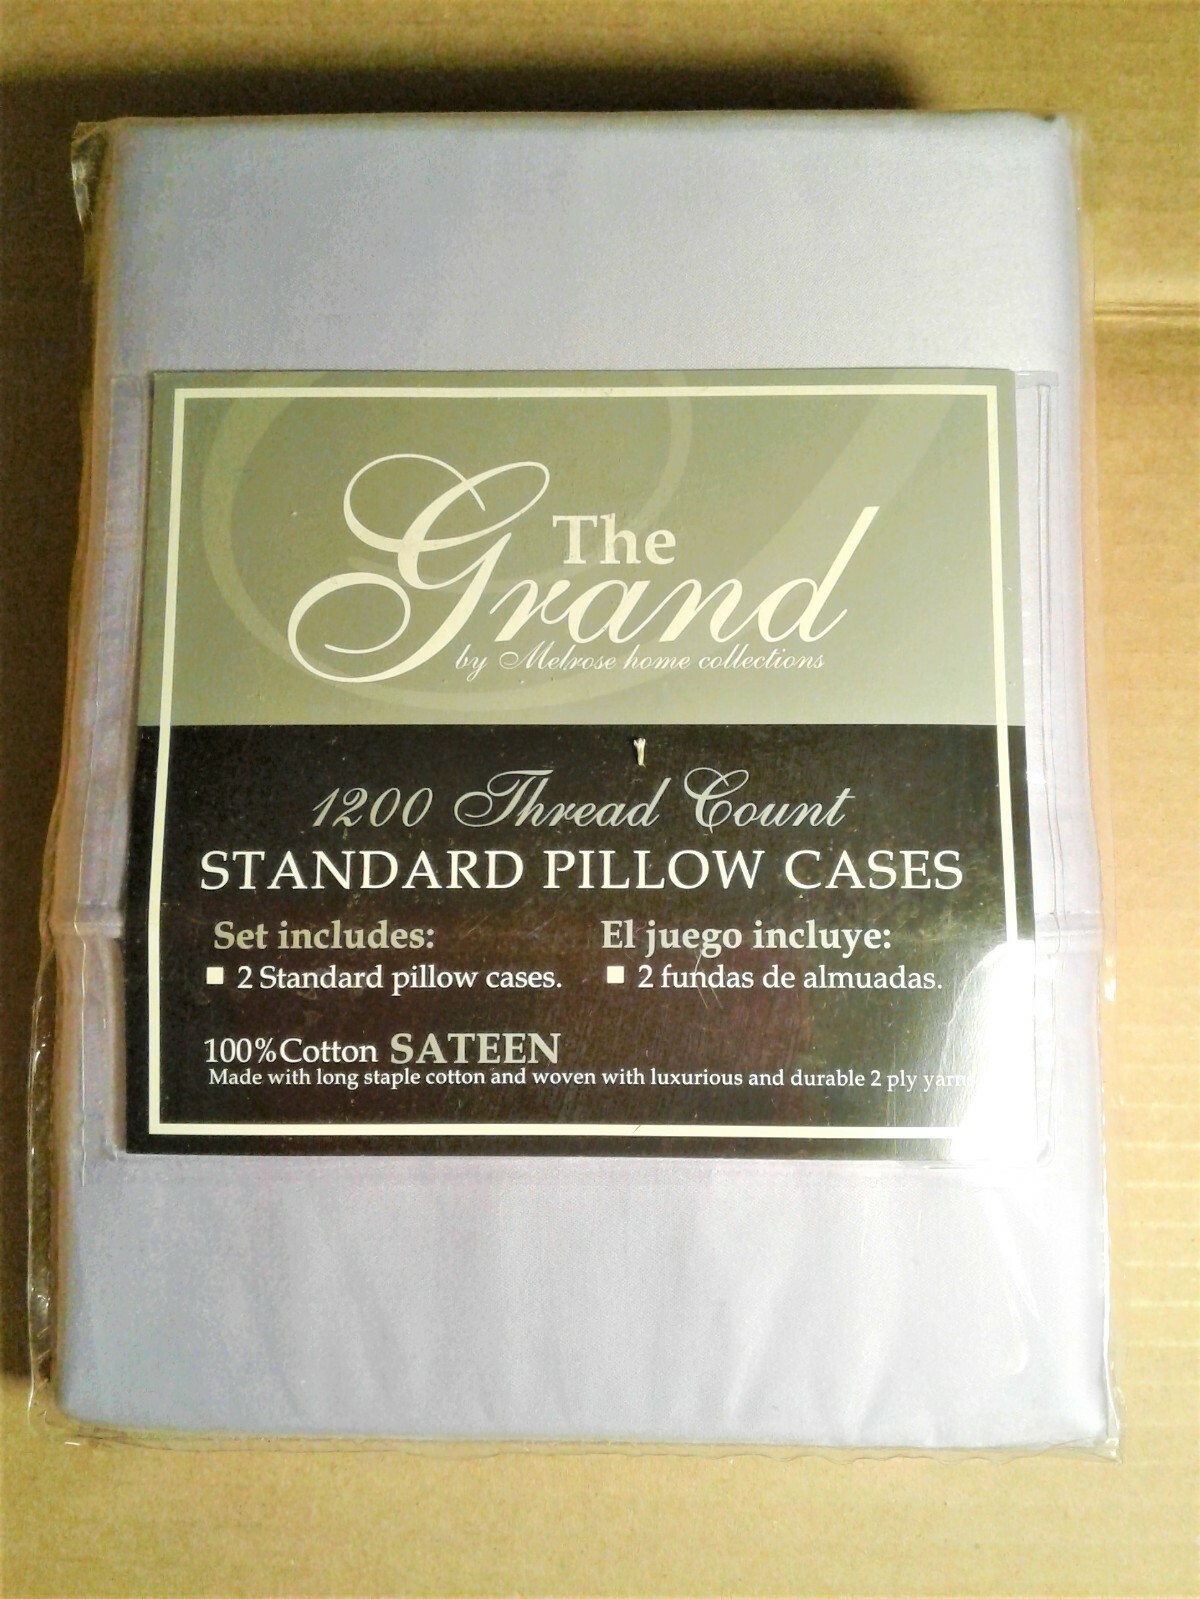 The
Grand
by Melrose home collections
1200 Thread Count
STANDARD PILLOW CASES
Set includes:
■ 2 Standard pillow cases.
El juego incluye:
■ 2 fundas de almuadas.
100% Cotton SATEEN
Made with long staple cotton and woven with luxurious and durable 2 ply yarns